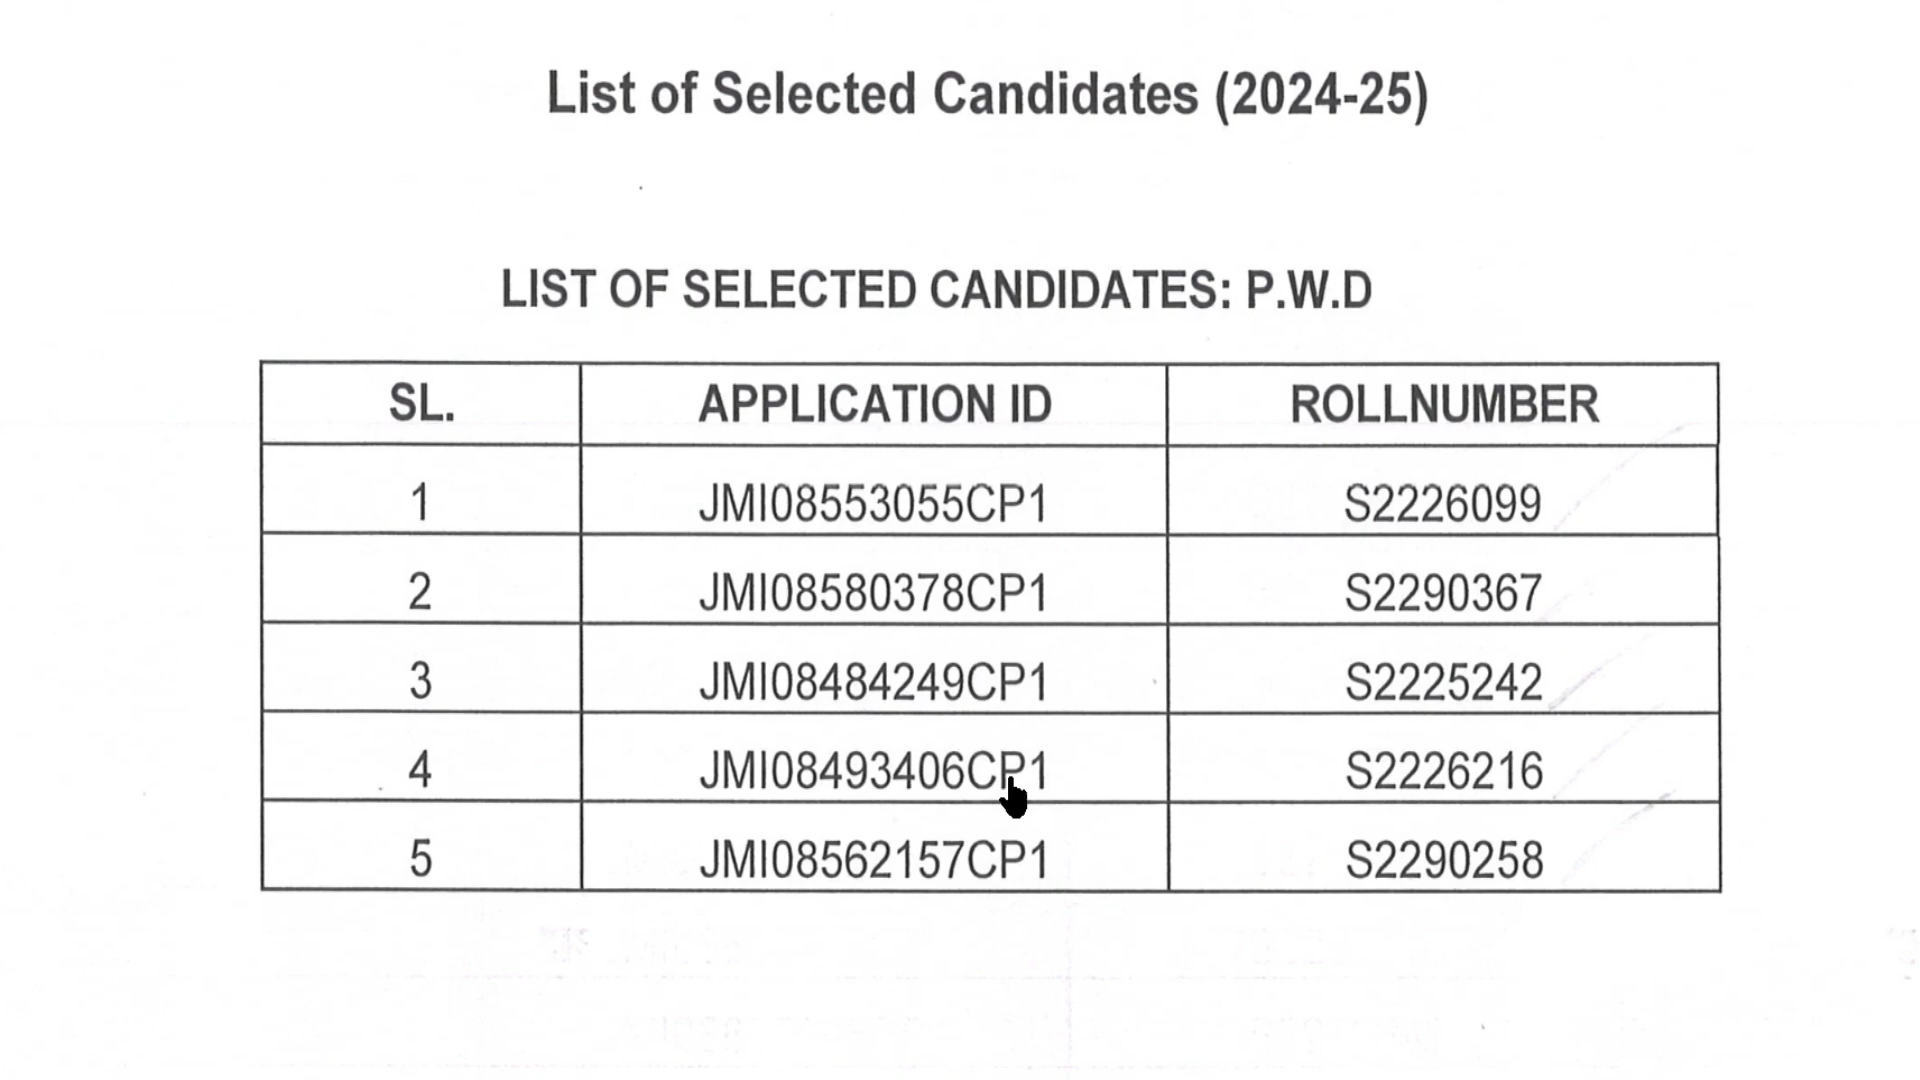 List of Selected Candidates (2024-25)
LIST OF SELECTED CANDIDATES: P.W.D
SL. APPLICATION ID ROLLNUMBER
1 JMI08553055CP1 S2226099
2 JMI08580378CP1 S2290367
3 JMI08484249CP1 S2225242
4 JMI08493406CP1 S2226216
5 JMI08562157CP1 S2290258